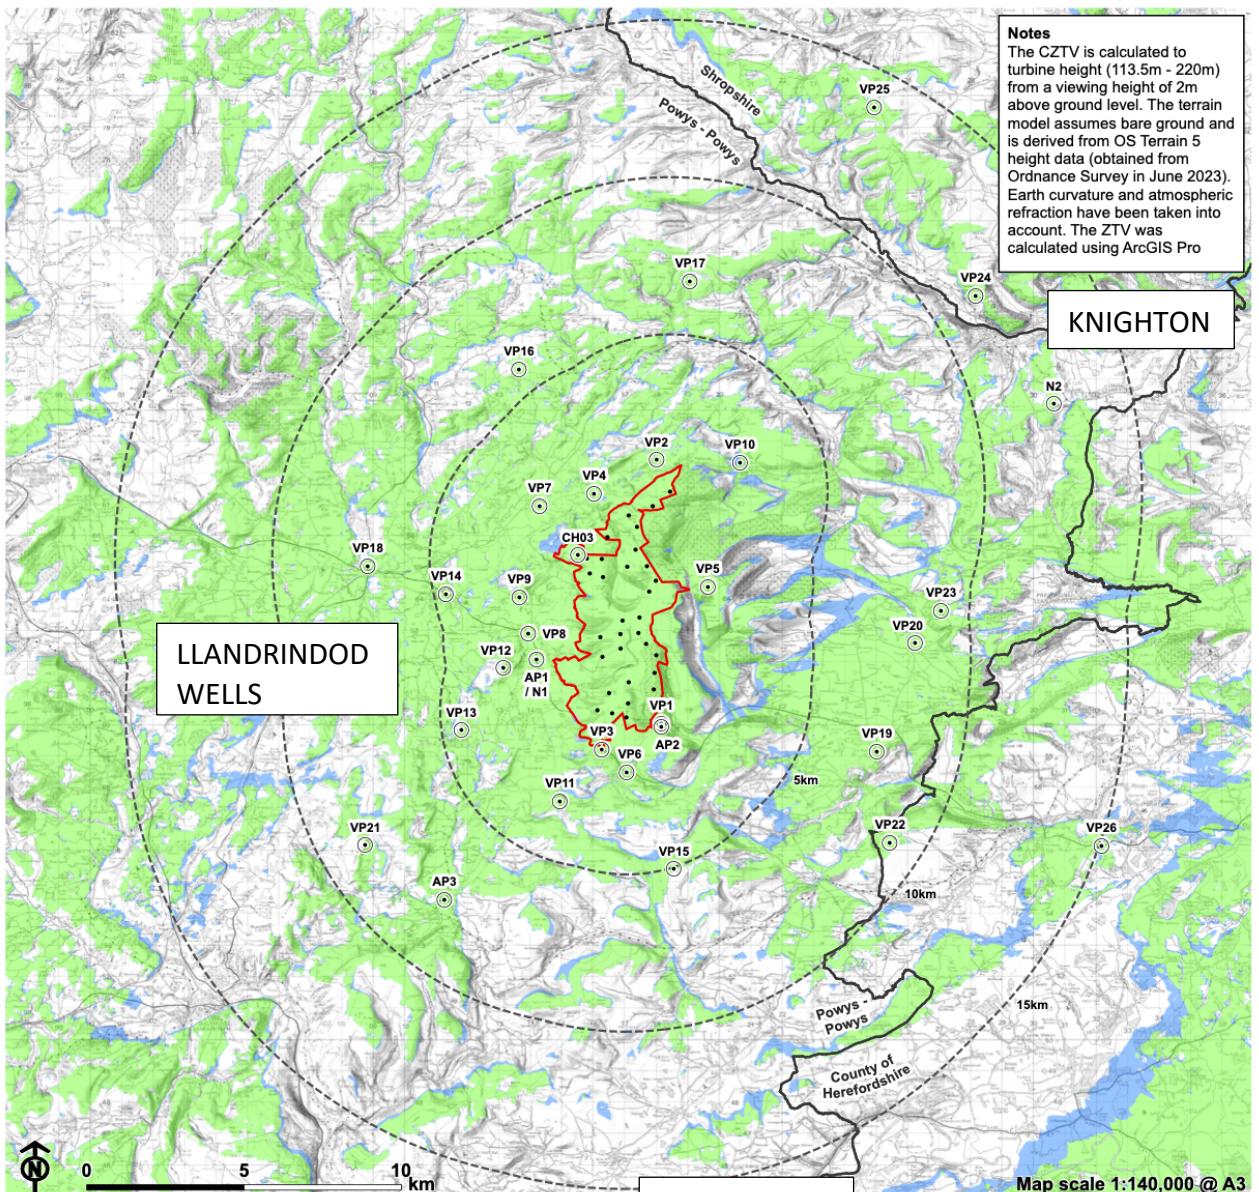 Notes
The CZTV is calculated to
turbine height (113.5m - 220m)
from a viewing height of 2m
above ground level. The terrain
model assumes bare ground and
is derived from OS Terrain 5
height data (obtained from
Ordnance Survey in June 2023).
Earth curvature and atmospheric
refraction have been taken into
account. The ZTV was
calculated using ArcGIS Pro
Shropshire
Powys - Powys
VP25
VP17
VP24
KNIGHTON
VP16
N2
VP2
VP10
VP4
VP7
CH03
VP18
VP14
VP9
VP5
VP23
VP20
VP8
VP12
AP1
/ N1
LLANDRINDOD
WELLS
VP13
VP1
AP2
VP3
VP6
VP19
5km
VP11
VP21
VP22
VP26
VP15
AP3
10km
15km
Powys -
Powys
County of
Herefordshire
N
0 5 10
km
Map scale 1:140,000 @ A3